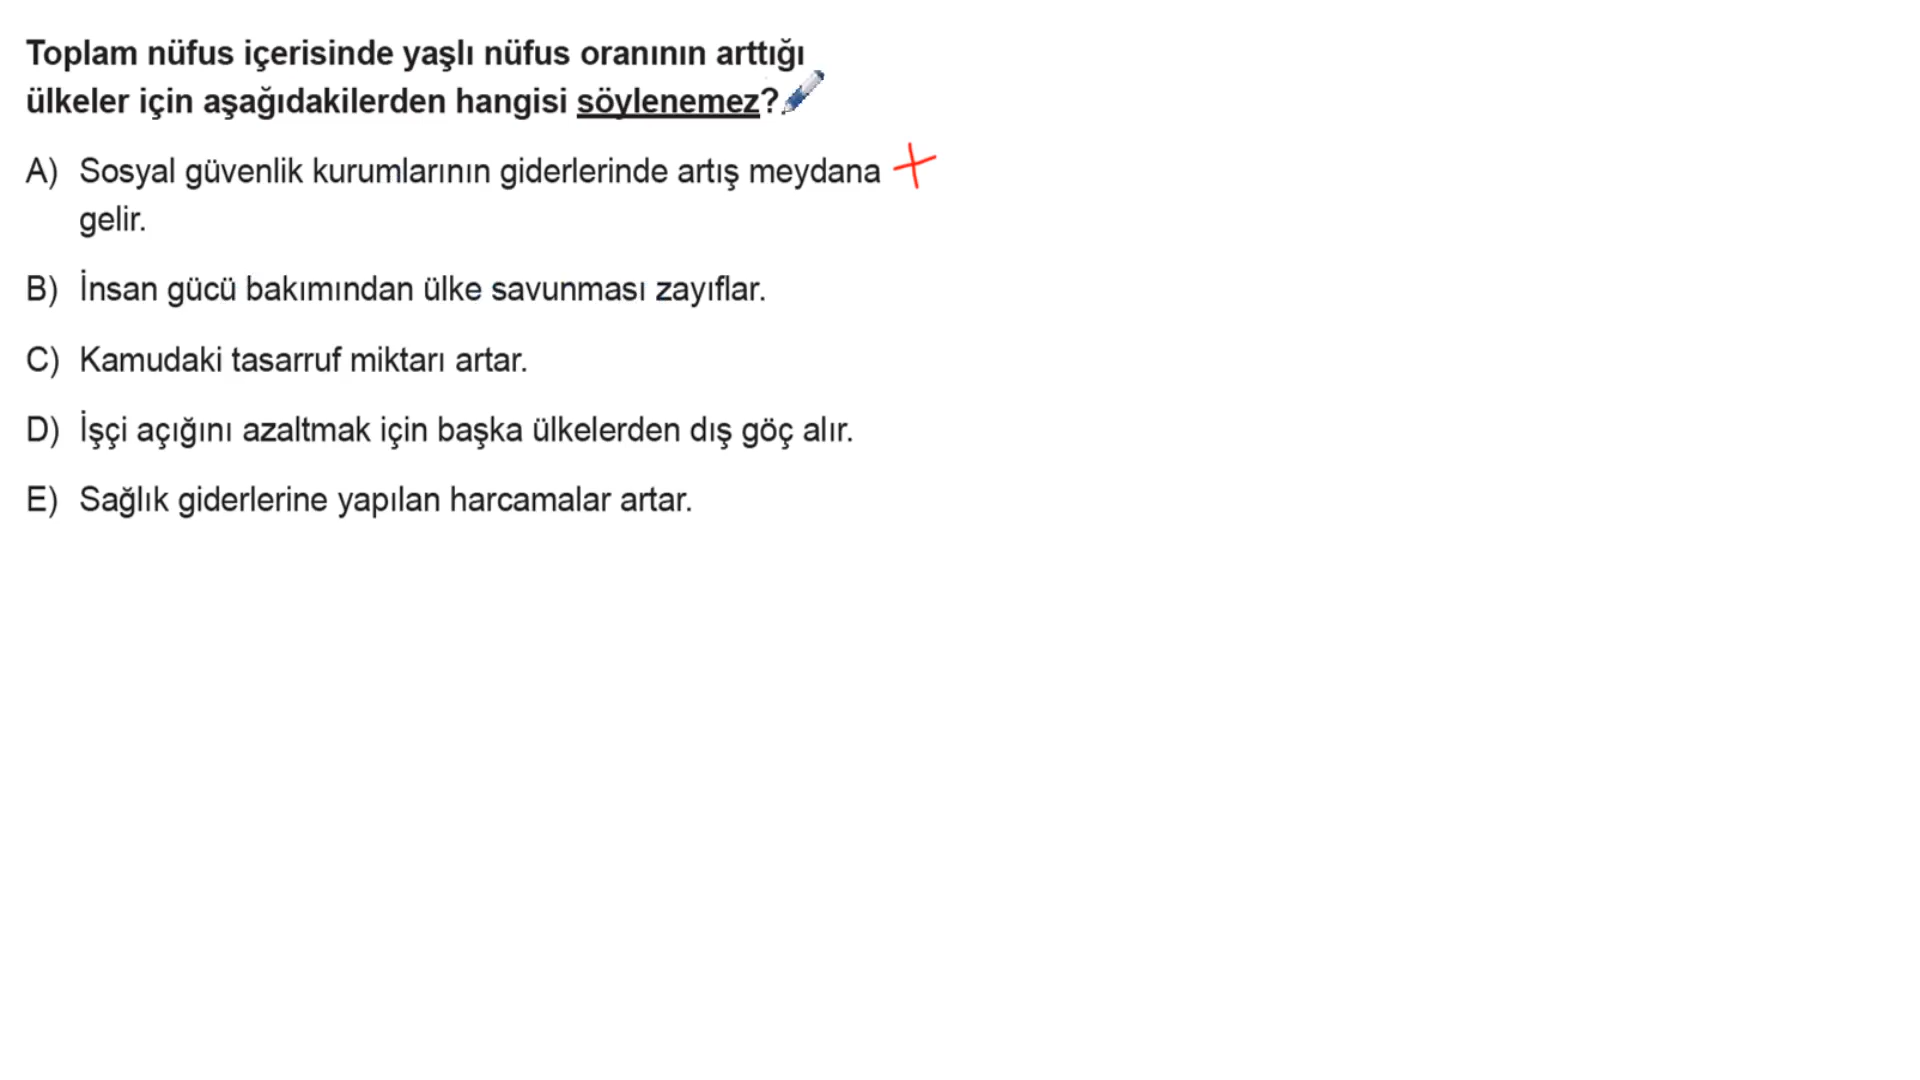 Toplam nüfus içerisinde yaşlı nüfus oranının arttığı
ülkeler için aşağıdakilerden hangisi söylenemez?
A) Sosyal güvenlik kurumlarının giderlerinde artış meydana
gelir.
B) İnsan gücü bakımından ülke savunması zayıflar.
C) Kamudaki tasarruf miktarı artar.
D) İşçi açığını azaltmak için başka ülkelerden dış göç alır.
E) Sağlık giderlerine yapılan harcamalar artar.